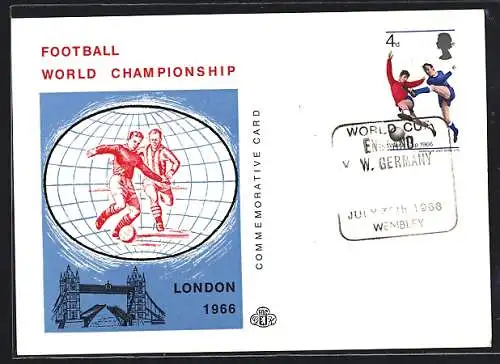 FOOTBALL
WORLD CHAMPIONSHIP
LONDON
1966
COMMEMORATIVE CARD
4d
WORLD CUP
ENGLAND
v W. GERMANY
JULY 30th 1966
WEMBLEY